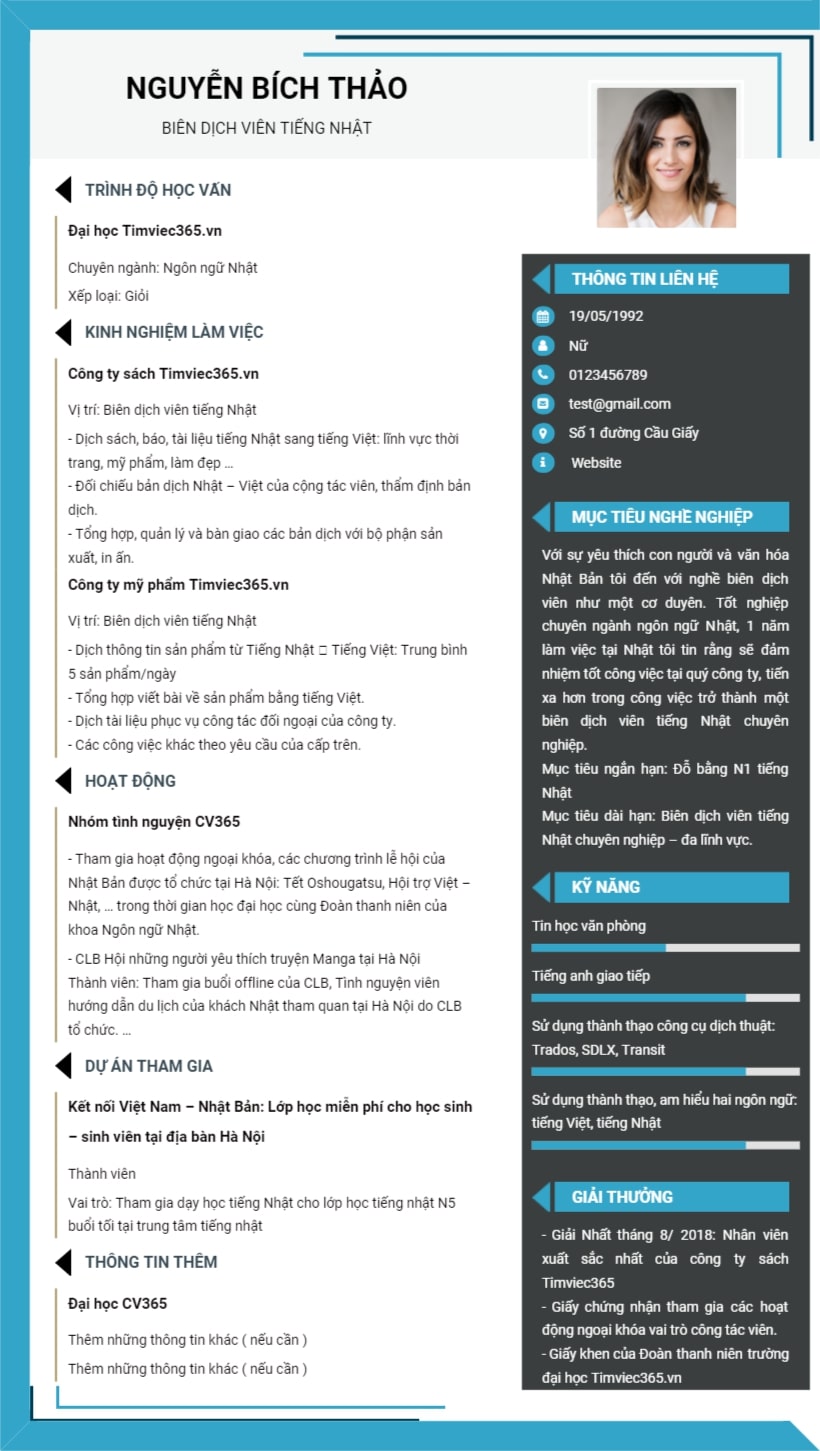 NGUYỄN BÍCH THẢO
BIÊN DỊCH VIÊN TIẾNG NHẬT
TRÌNH ĐỘ HỌC VẤN
Đại học Timviec365.vn
Chuyên ngành: Ngôn ngữ Nhật
Xếp loại: Giỏi
KINH NGHIỆM LÀM VIỆC
Công ty sách Timviec365.vn
Vị trí: Biên dịch viên tiếng Nhật
- Dịch sách, báo, tài liệu tiếng Nhật sang tiếng Việt: lĩnh vực thời
trang, mỹ phẩm, làm đẹp ...
- Đối chiếu bản dịch Nhật – Việt của cộng tác viên, thẩm định bản
dịch.
- Tổng hợp, quản lý và bàn giao các bản dịch với bộ phận sản
xuất, in ấn.
Công ty mỹ phẩm Timviec365.vn
Vị trí: Biên dịch viên tiếng Nhật
- Dịch thông tin sản phẩm từ Tiếng Nhật □ Tiếng Việt: Trung bình
5 sản phẩm/ngày
- Tổng hợp viết bài về sản phẩm bằng tiếng Việt.
- Dịch tài liệu phục vụ công tác đối ngoại của công ty.
- Các công việc khác theo yêu cầu của cấp trên.
HOẠT ĐỘNG
Nhóm tình nguyện CV365
- Tham gia hoạt động ngoại khóa, các chương trình lễ hội của
Nhật Bản được tổ chức tại Hà Nội: Tết Oshougatsu, Hội trợ Việt –
Nhật, ... trong thời gian học đại học cùng Đoàn thanh niên của
khoa Ngôn ngữ Nhật.
- CLB Hội những người yêu thích truyện Manga tại Hà Nội
Thành viên: Tham gia buổi offline của CLB, Tình nguyện viên
hướng dẫn du lịch của khách Nhật tham quan tại Hà Nội do CLB
tổ chức. ...
DỰ ÁN THAM GIA
Kết nối Việt Nam – Nhật Bản: Lớp học miễn phí cho học sinh
– sinh viên tại địa bàn Hà Nội
Thành viên
Vai trò: Tham gia dạy học tiếng Nhật cho lớp học tiếng nhật N5
buổi tối tại trung tâm tiếng nhật
THÔNG TIN THÊM
Đại học CV365
Thêm những thông tin khác ( nếu cần )
Thêm những thông tin khác ( nếu cần )
THÔNG TIN LIÊN HỆ
19/05/1992
Nữ
0123456789
test@gmail.com
Số 1 đường Cầu Giấy
Website
MỤC TIÊU NGHỀ NGHIỆP
Với sự yêu thích con người và văn hóa
Nhật Bản tôi đến với nghề biên dịch
viên như một cơ duyên. Tốt nghiệp
chuyên ngành ngôn ngữ Nhật, 1 năm
làm việc tại Nhật tôi tin rằng sẽ đảm
nhiệm tốt công việc tại quý công ty, tiến
xa hơn trong công việc trở thành một
biên dịch viên tiếng Nhật chuyên
nghiệp.
Mục tiêu ngắn hạn: Đỗ bằng N1 tiếng
Nhật
Mục tiêu dài hạn: Biên dịch viên tiếng
Nhật chuyên nghiệp – đa lĩnh vực.
KỸ NĂNG
Tin học văn phòng
Tiếng anh giao tiếp
Sử dụng thành thạo công cụ dịch thuật:
Trados, SDLX, Transit
Sử dụng thành thạo, am hiểu hai ngôn ngữ:
tiếng Việt, tiếng Nhật
GIẢI THƯỞNG
- Giải Nhất tháng 8/ 2018: Nhân viên
xuất sắc nhất của công ty sách
Timviec365
- Giấy chứng nhận tham gia các hoạt
động ngoại khóa vai trò công tác viên.
- Giấy khen của Đoàn thanh niên trường
đại học Timviec365.vn